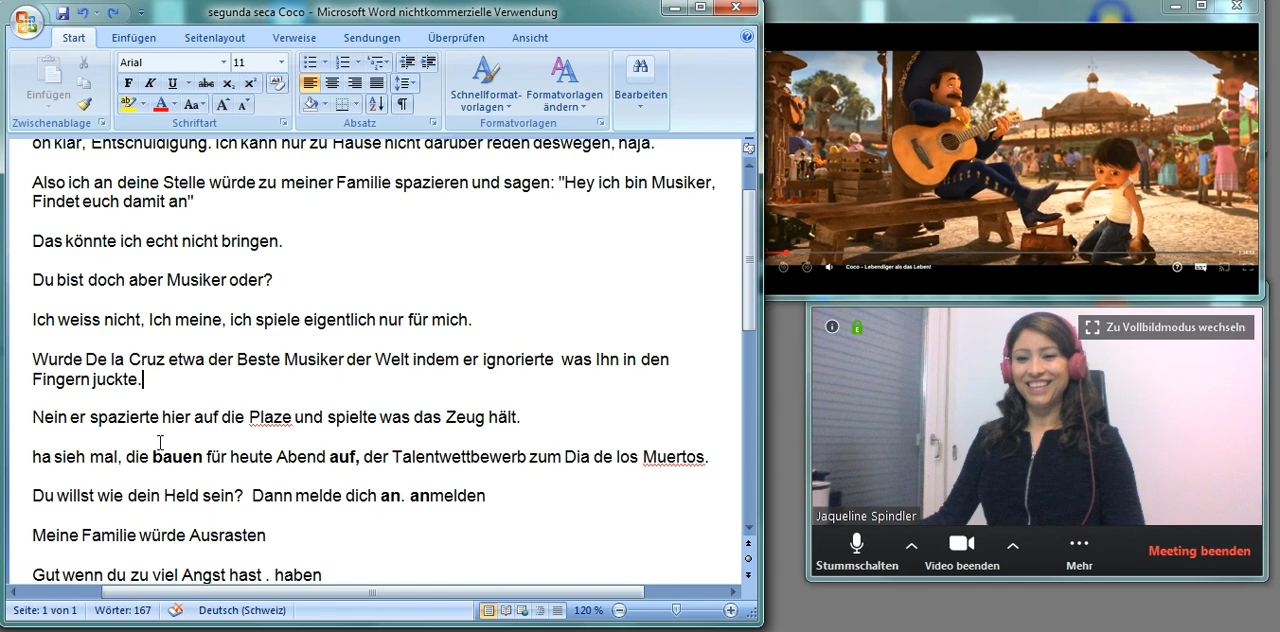 segunda seca Coco - Microsoft Word nichtkommerzielle Verwendung
Start Einfügen Seitenlayout Verweise Sendungen Überprüfen Ansicht
Arial 11
Einfügen
F K U abc x₂ x²
ab A Aa A A
Schnellformat-
vorlagen
Formatvorlagen
ändern
Bearbeiten
Zwischenablage Schriftart Absatz Formatvorlagen
on klar, Entschuldigung. Ich kann nur zu Hause nicht darüber reden deswegen, naja.
Also ich an deine Stelle würde zu meiner Familie spazieren und sagen: "Hey ich bin Musiker,
Findet euch damit an"
Das könnte ich echt nicht bringen.
Du bist doch aber Musiker oder?
Ich weiss nicht, Ich meine, ich spiele eigentlich nur für mich.
Wurde De la Cruz etwa der Beste Musiker der Welt indem er ignorierte was Ihn in den
Fingern juckte.
Nein er spazierte hier auf die Plaze und spielte was das Zeug hält.
ha sieh mal, die bauen für heute Abend auf, der Talentwettbewerb zum Dia de los Muertos.
Du willst wie dein Held sein? Dann melde dich an. anmelden
Meine Familie würde Ausrasten
Gut wenn du zu viel Angst hast . haben
Seite: 1 von 1 Wörter: 167 Deutsch (Schweiz) 120 %
Coco - Lebendiger als das Leben!
Zu Vollbildmodus wechseln
Jaqueline Spindler
Stummschalten Video beenden Mehr Meeting beenden